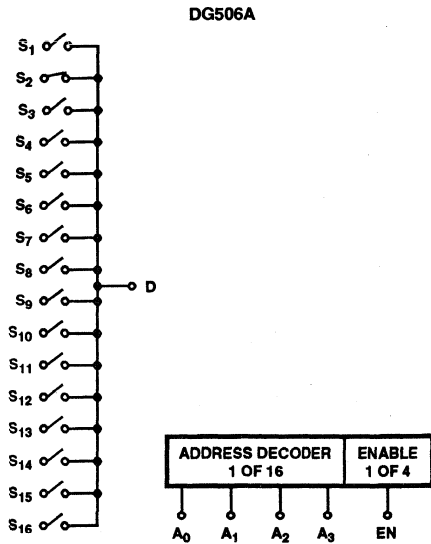 DG506A
S1
S2
S3
S4
S5
S6
S7
S8
D
S9
S10
S11
S12
S13
S14
S15
S16
ADDRESS DECODER
1 OF 16
ENABLE
1 OF 4
A0 A1 A2 A3 EN